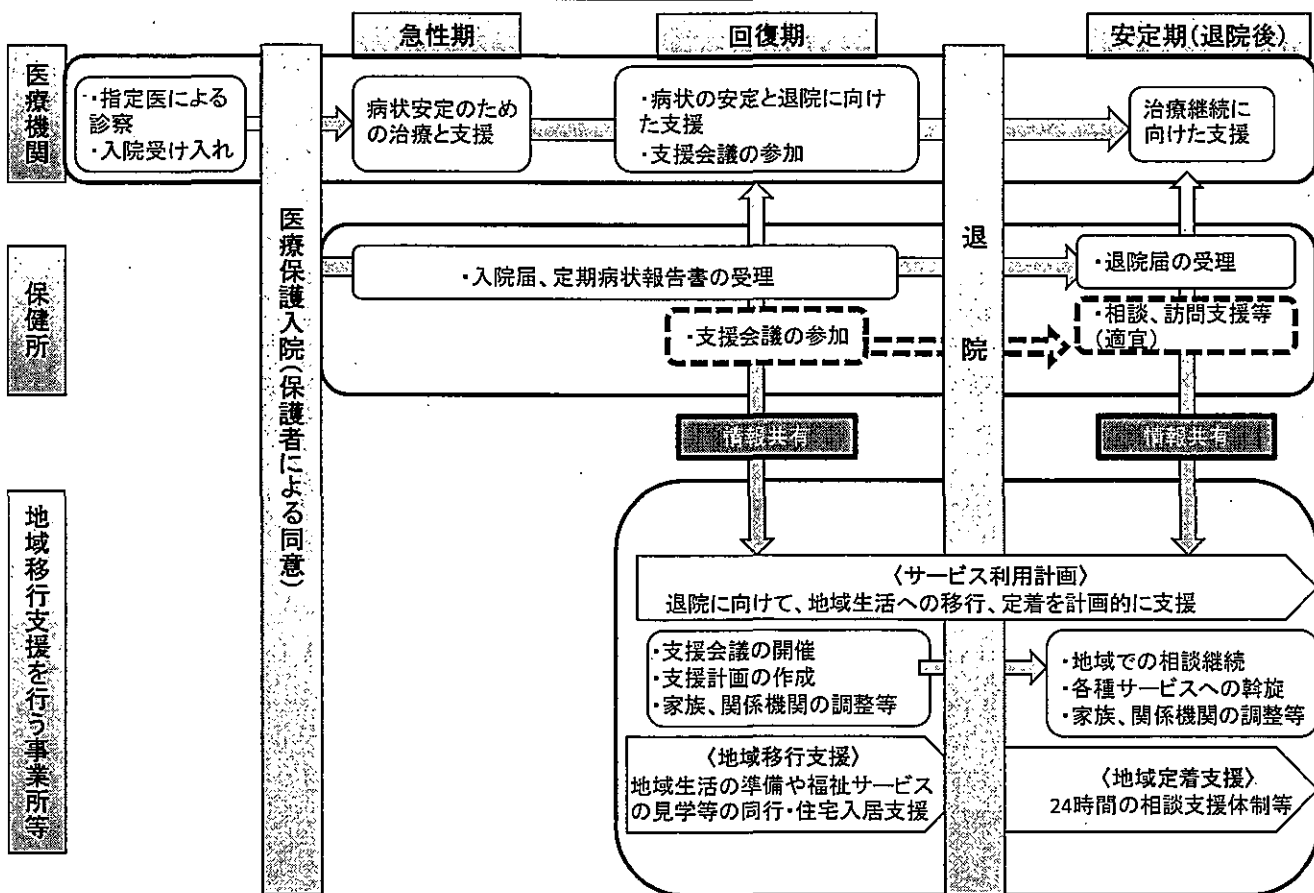 急性期
回復期
安定期(退院後)
医療機関
・指定医による
診察
・入院受け入れ
病状安定のため
の治療と支援
・病状の安定と退院に向け
た支援
・支援会議の参加
治療継続に
向けた支援
医療保護入院(保護者による同意)
退院
保健所
・入院届、定期病状報告書の受理
・退院届の受理
・支援会議の参加
・相談、訪問支援等
(適宜)
情報共有
情報共有
地域移行支援を行う事業所等
〈サービス利用計画〉
退院に向けて、地域生活への移行、定着を計画的に支援
・支援会議の開催
・支援計画の作成
・家族、関係機関の調整等
・地域での相談継続
・各種サービスへの斡旋
・家族、関係機関の調整等
〈地域移行支援〉
地域生活の準備や福祉サービス
の見学等の同行・住宅入居支援
〈地域定着支援〉
24時間の相談支援体制等